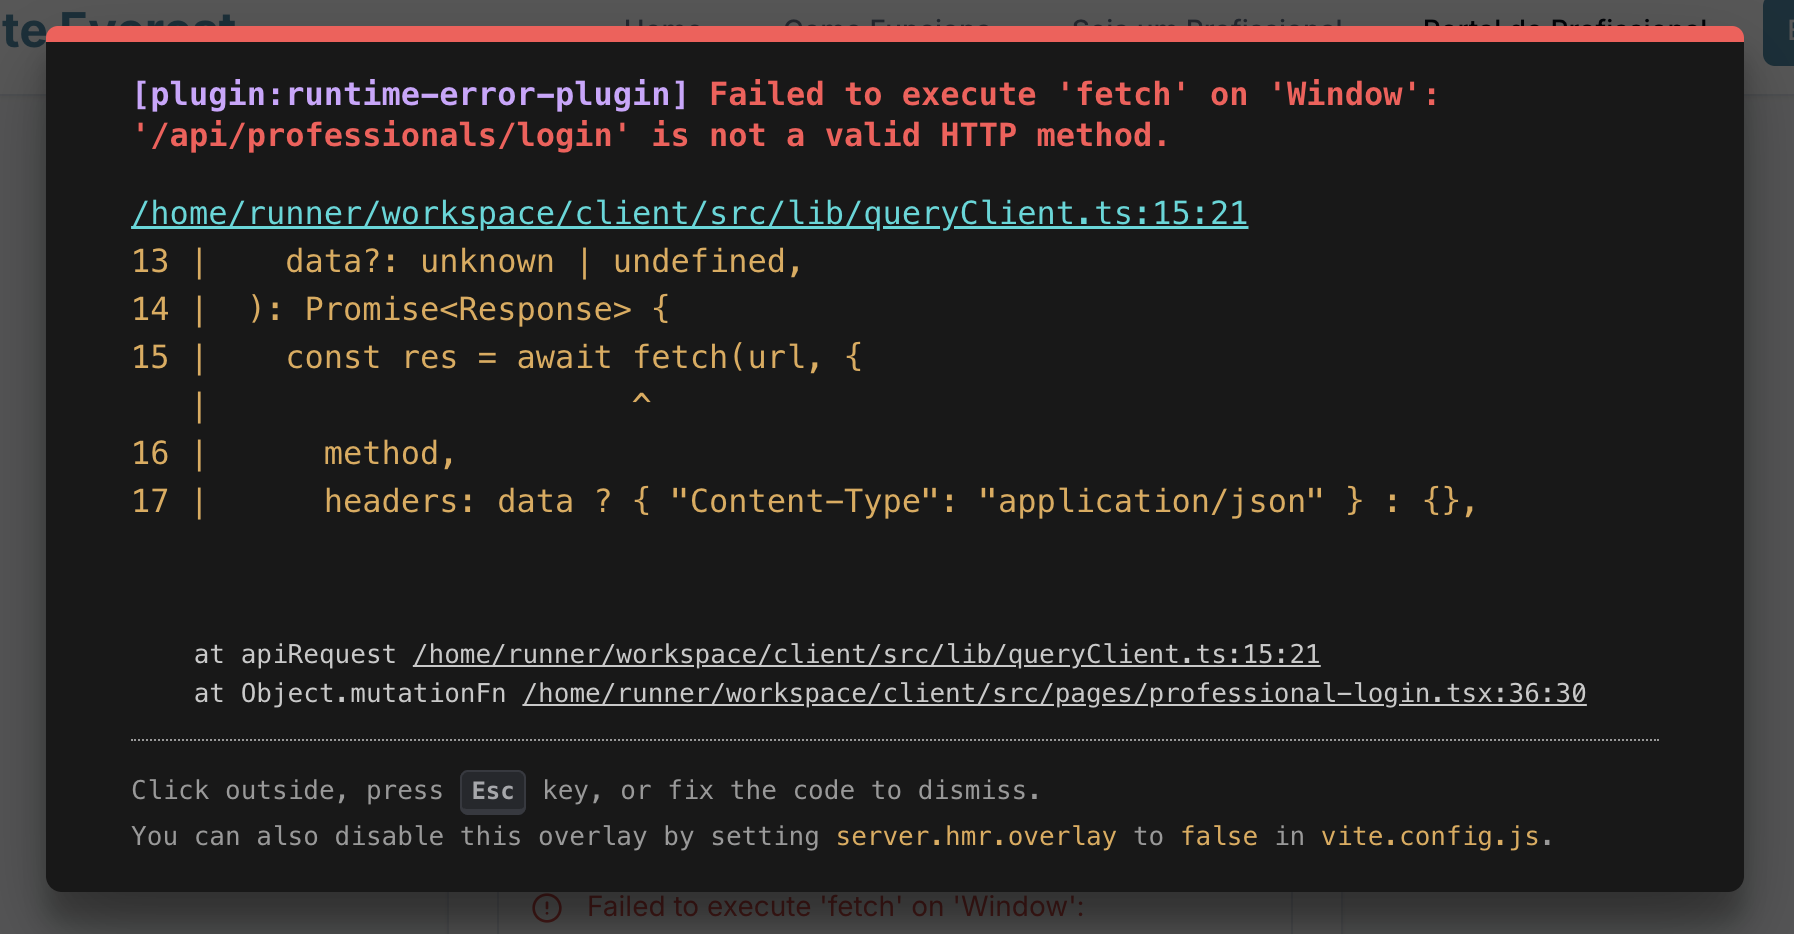 [plugin:runtime-error-plugin] Failed to execute 'fetch' on 'Window':
'/api/professionals/login' is not a valid HTTP method.
/home/runner/workspace/client/src/lib/queryClient.ts:15:21
13 |    data?: unknown | undefined,
14 |  ): Promise<Response> {
15 |    const res = await fetch(url, {
   |                      ^
16 |      method,
17 |      headers: data ? { "Content-Type": "application/json" } : {},
at apiRequest /home/runner/workspace/client/src/lib/queryClient.ts:15:21
at Object.mutationFn /home/runner/workspace/client/src/pages/professional-login.tsx:36:30
Click outside, press Esc key, or fix the code to dismiss.
You can also disable this overlay by setting server.hmr.overlay to false in vite.config.js.
Failed to execute 'fetch' on 'Window':